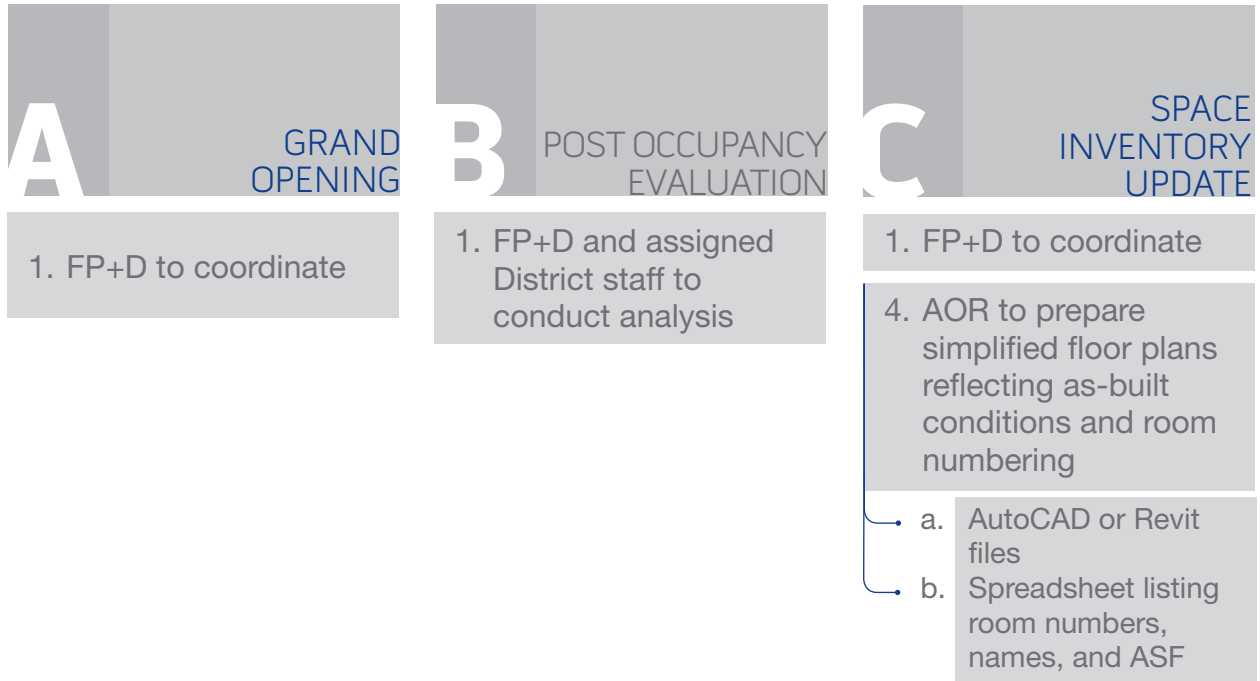 A
GRAND
OPENING
1. FP+D to coordinate
B
POST OCCUPANCY
EVALUATION
1. FP+D and assigned
District staff to
conduct analysis
C
SPACE
INVENTORY
UPDATE
1. FP+D to coordinate
4. AOR to prepare
simplified floor plans
reflecting as-built
conditions and room
numbering
a. AutoCAD or Revit
files
b. Spreadsheet listing
room numbers,
names, and ASF